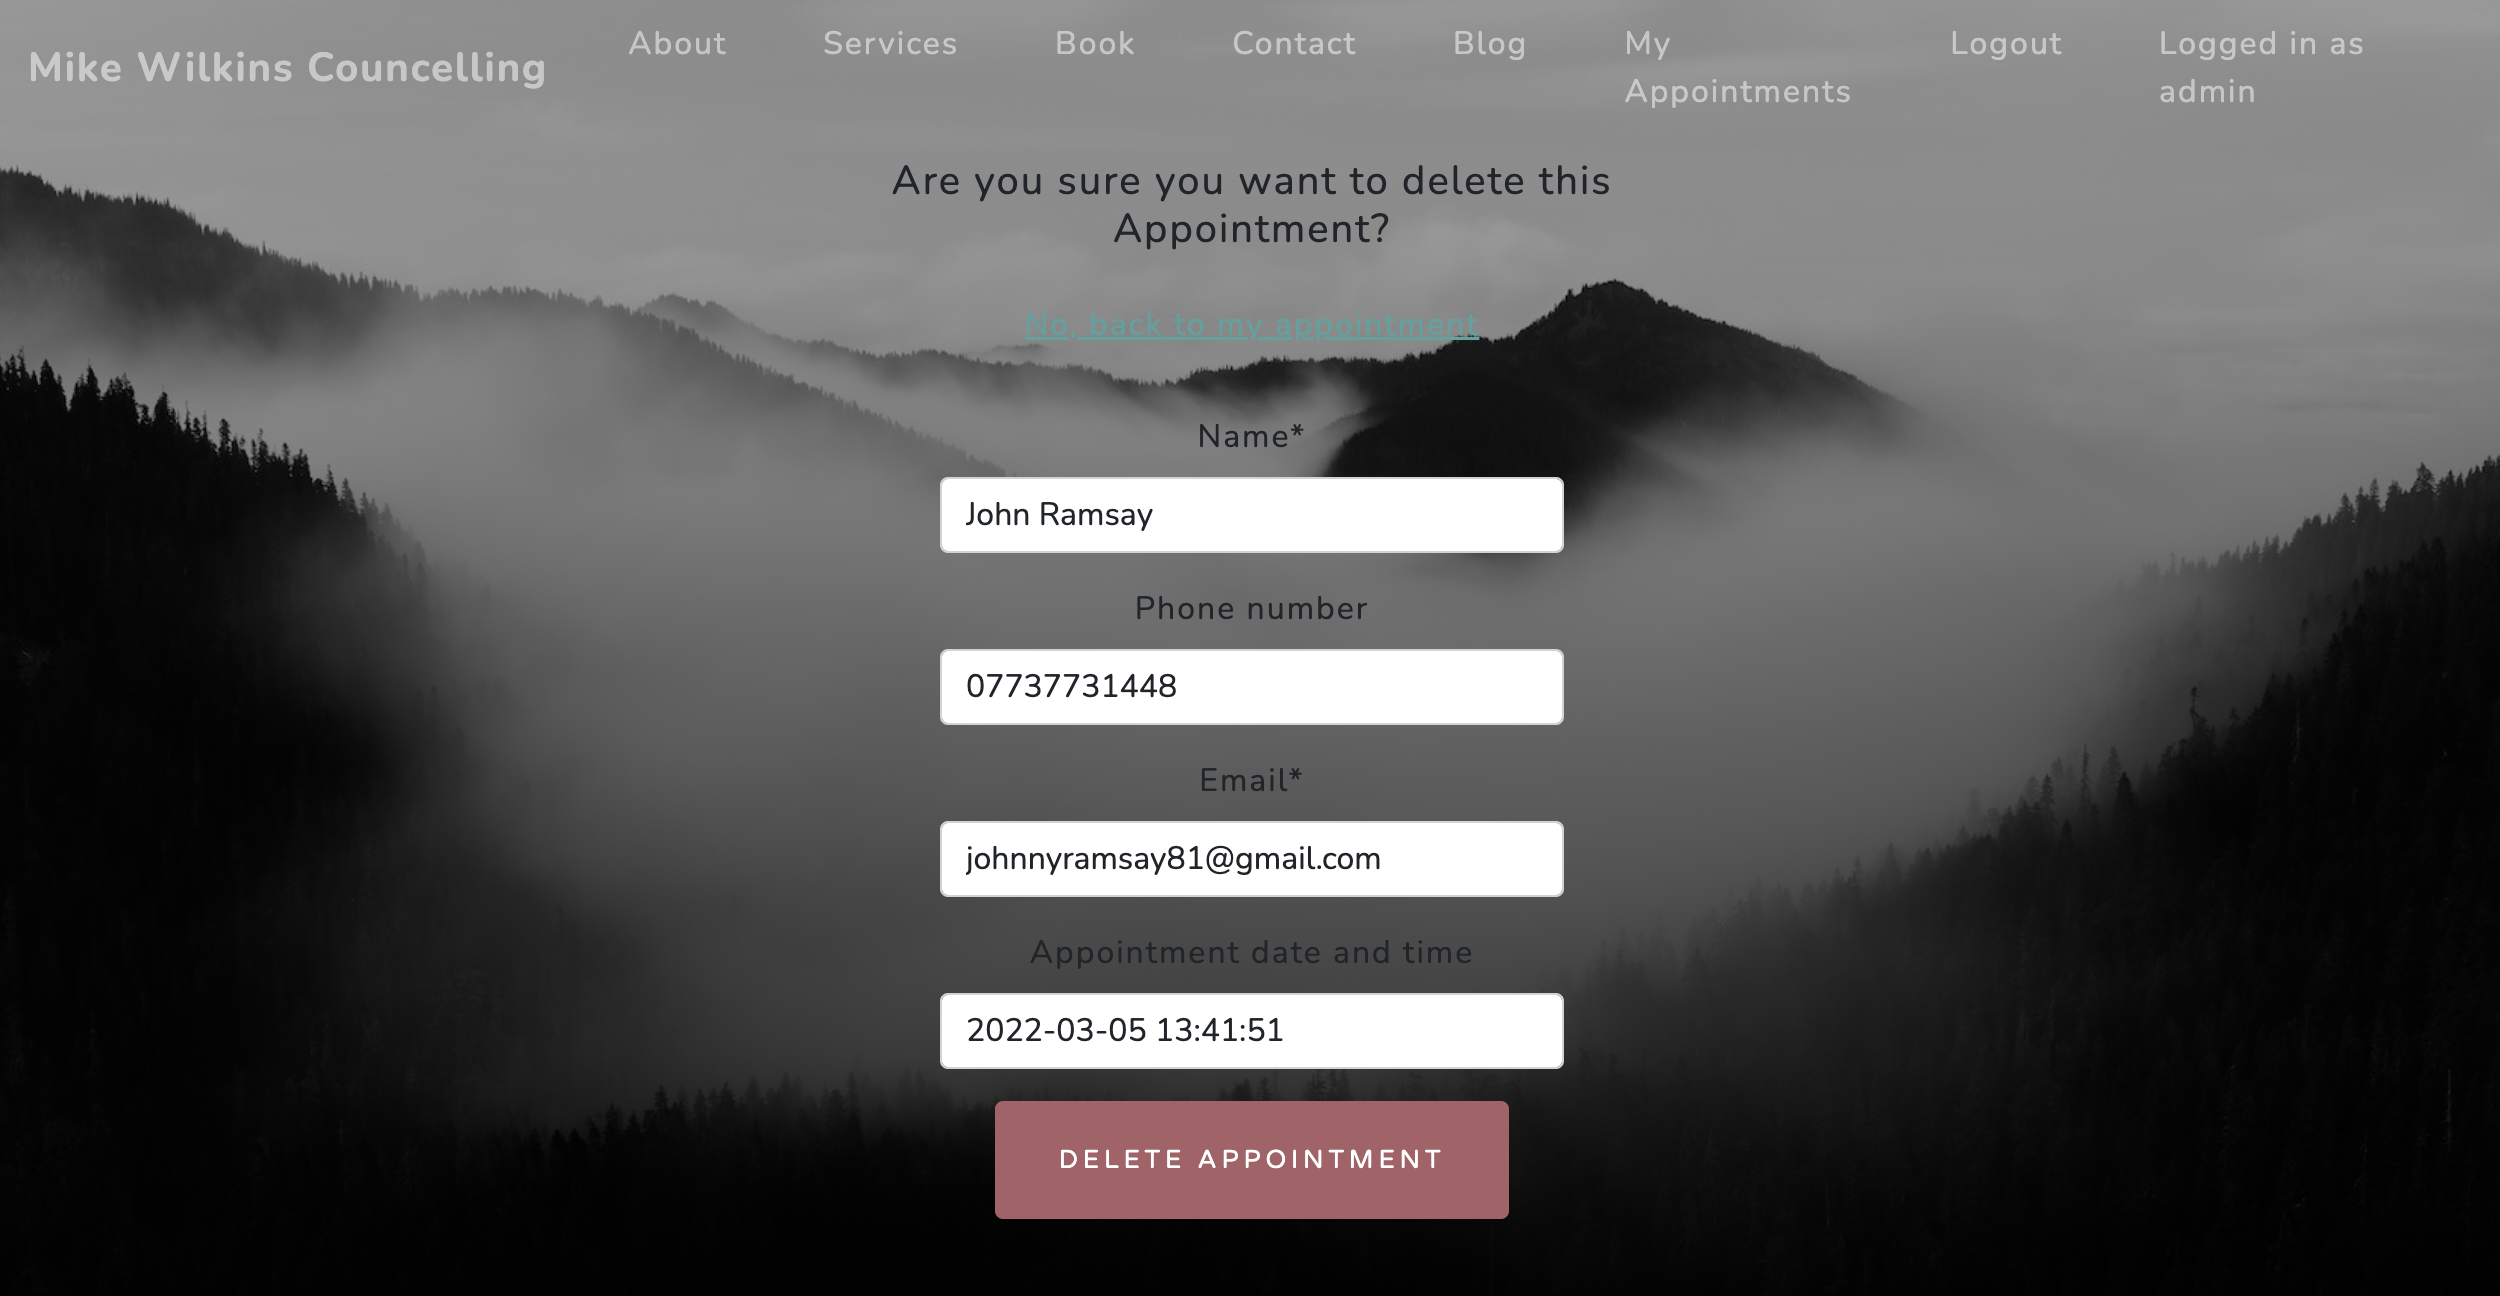 Mike Wilkins Councelling
About
Services
Book
Contact
Blog
My
Appointments
Logout
Logged in as
admin
Are you sure you want to delete this
Appointment?
No, back to my appointment
Name*
John Ramsay
Phone number
07737731448
Email*
johnnyramsay81@gmail.com
Appointment date and time
2022-03-05 13:41:51
DELETE APPOINTMENT